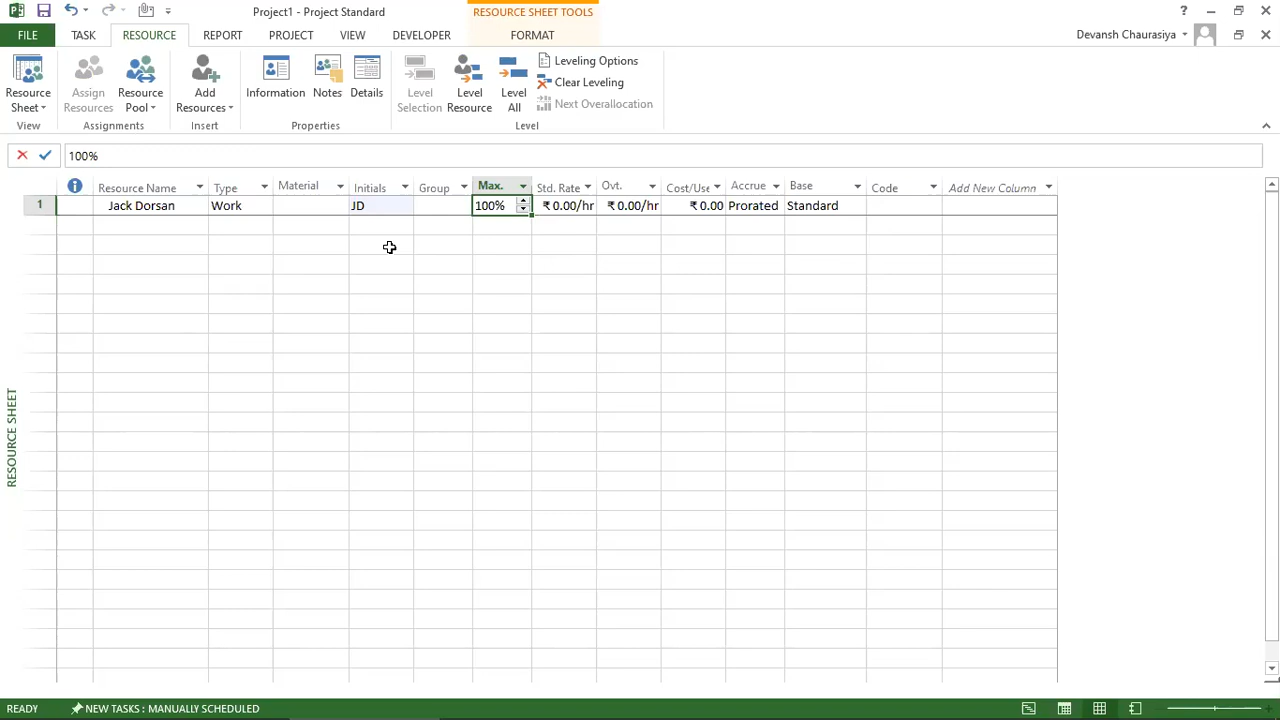 Project1 - Project Standard
RESOURCE SHEET TOOLS
?
FILE TASK RESOURCE REPORT PROJECT VIEW DEVELOPER FORMAT
Devansh Chaurasiya
Resource Sheet
Assign Resources
Resource Pool
Add Resources
Information
Notes
Details
Level Selection
Level Resource
Level All
Leveling Options
Clear Leveling
Next Overallocation
View Assignments Insert Properties Level
100%
Resource Name Type Material Initials Group Max. Std. Rate Ovt. Cost/Use Accrue Base Code Add New Column
1 Jack Dorsan Work JD 100% ₹ 0.00/hr ₹ 0.00/hr ₹ 0.00 Prorated Standard
RESOURCE SHEET
READY NEW TASKS : MANUALLY SCHEDULED